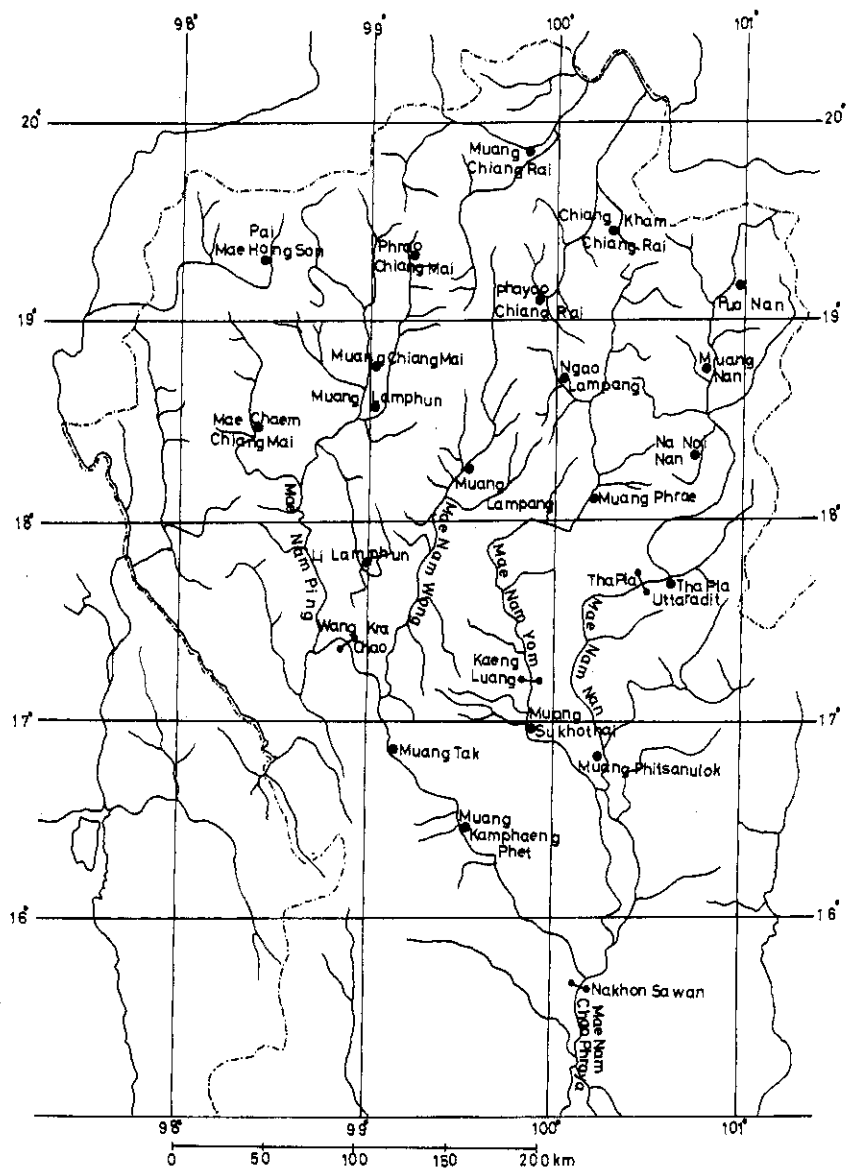 98°
99°
100°
101°
20°
20°
Muang
Chiang Rai
Chiang Kham
Chiang Rai
Pai
Mae Hong Son
Phrao
Chiang Mai
phayao
Chiang Rai
Pua Nan
19°
19°
Muang Chiang Mai
Muang Lamphun
Ngao
Lampang
Muang
Nan
Mae Chaem
Chiang Mai
Na Noi
Nan
Muang
Lampang
Muang Phrae
18°
18°
Mae Nam Ping
Mae Nam Wang
Mae Nam Yom
Mae Nam Nan
Li Lamphun
Tha Pla
Tha Pla
Uttaradit
Wang Kra
Chao
Kaeng
Luang
17°
17°
Muang
Sukhothai
Muang Tak
Muang Phitsanulok
Muang
Kamphaeng
Phet
16°
16°
Nakhon Sawan
Mae Nam
Chao Phraya
98°
99°
100°
101°
0 50 100 150 200 km